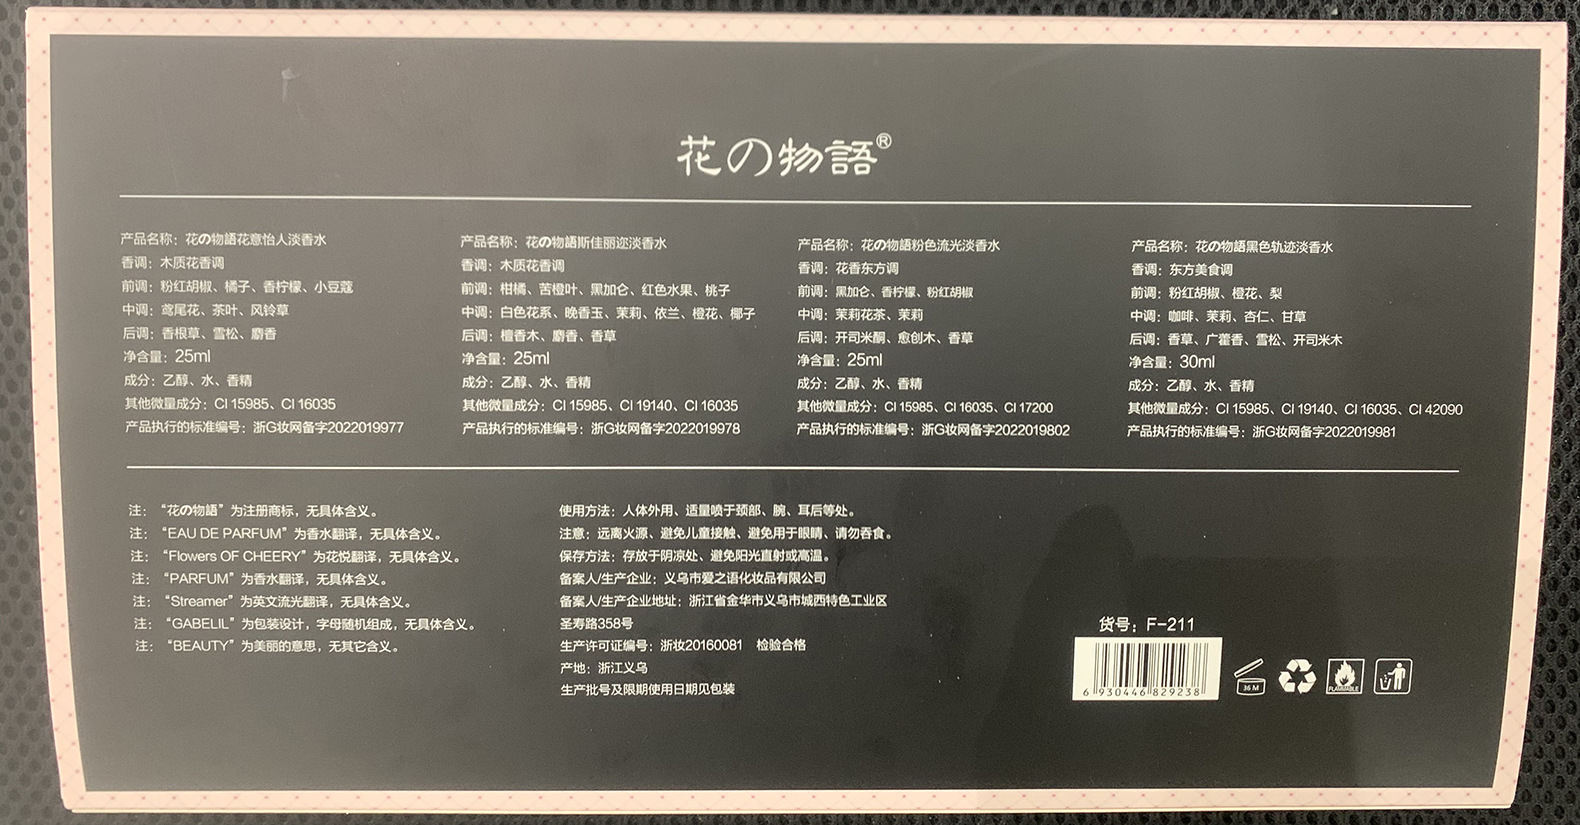 花の物語®
产品名称：花の物語花意怡人淡香水
香调：木质花香调
前调：粉红胡椒、橘子、香柠檬、小豆蔻
中调：鸢尾花、茶叶、风铃草
后调：香根草、雪松、麝香
净含量：25ml
成分：乙醇、水、香精
其他微量成分：CI 15985、CI 16035
产品执行的标准编号：浙G妆网备字2022019977
产品名称：花の物語斯佳丽迹淡香水
香调：木质花香调
前调：柑橘、苦橙叶、黑加仑、红色水果、桃子
中调：白色花系、晚香玉、茉莉、依兰、橙花、椰子
后调：檀香木、麝香、香草
净含量：25ml
成分：乙醇、水、香精
其他微量成分：CI 15985、CI 19140、CI 16035
产品执行的标准编号：浙G妆网备字2022019978
产品名称：花の物語粉色流光淡香水
香调：花香东方调
前调：黑加仑、香柠檬、粉红胡椒
中调：茉莉花茶、茉莉
后调：开司米酮、愈创木、香草
净含量：25ml
成分：乙醇、水、香精
其他微量成分：CI 15985、CI 16035、CI 17200
产品执行的标准编号：浙G妆网备字2022019802
产品名称：花の物語黑色轨迹淡香水
香调：东方美食调
前调：粉红胡椒、橙花、梨
中调：咖啡、茉莉、杏仁、甘草
后调：香草、广藿香、雪松、开司米木
净含量：30ml
成分：乙醇、水、香精
其他微量成分：CI 15985、CI 19140、CI 16035、CI 42090
产品执行的标准编号：浙G妆网备字2022019981
注：“花の物語”为注册商标，无具体含义。
注：“EAU DE PARFUM”为香水翻译，无具体含义。
注：“Flowers OF CHEERY”为花悦翻译，无具体含义。
注：“PARFUM”为香水翻译，无具体含义。
注：“Streamer”为英文流光翻译，无具体含义。
注：“GABELIL”为包装设计，字母随机组成，无具体含义。
注：“BEAUTY”为美丽的意思，无其它含义。
使用方法：人体外用、适量喷于颈部、腕、耳后等处。
注意：远离火源、避免儿童接触、避免用于眼睛、请勿吞食。
保存方法：存放于阴凉处、避免阳光直射或高温。
备案人/生产企业：义乌市爱之语化妆品有限公司
备案人/生产企业地址：浙江省金华市义乌市城西特色工业区
圣寿路358号
生产许可证编号：浙妆20160081 检验合格
产地：浙江义乌
生产批号及限期使用日期见包装
货号：F-211
6 930446 829238
36 M
FLAMMABLE